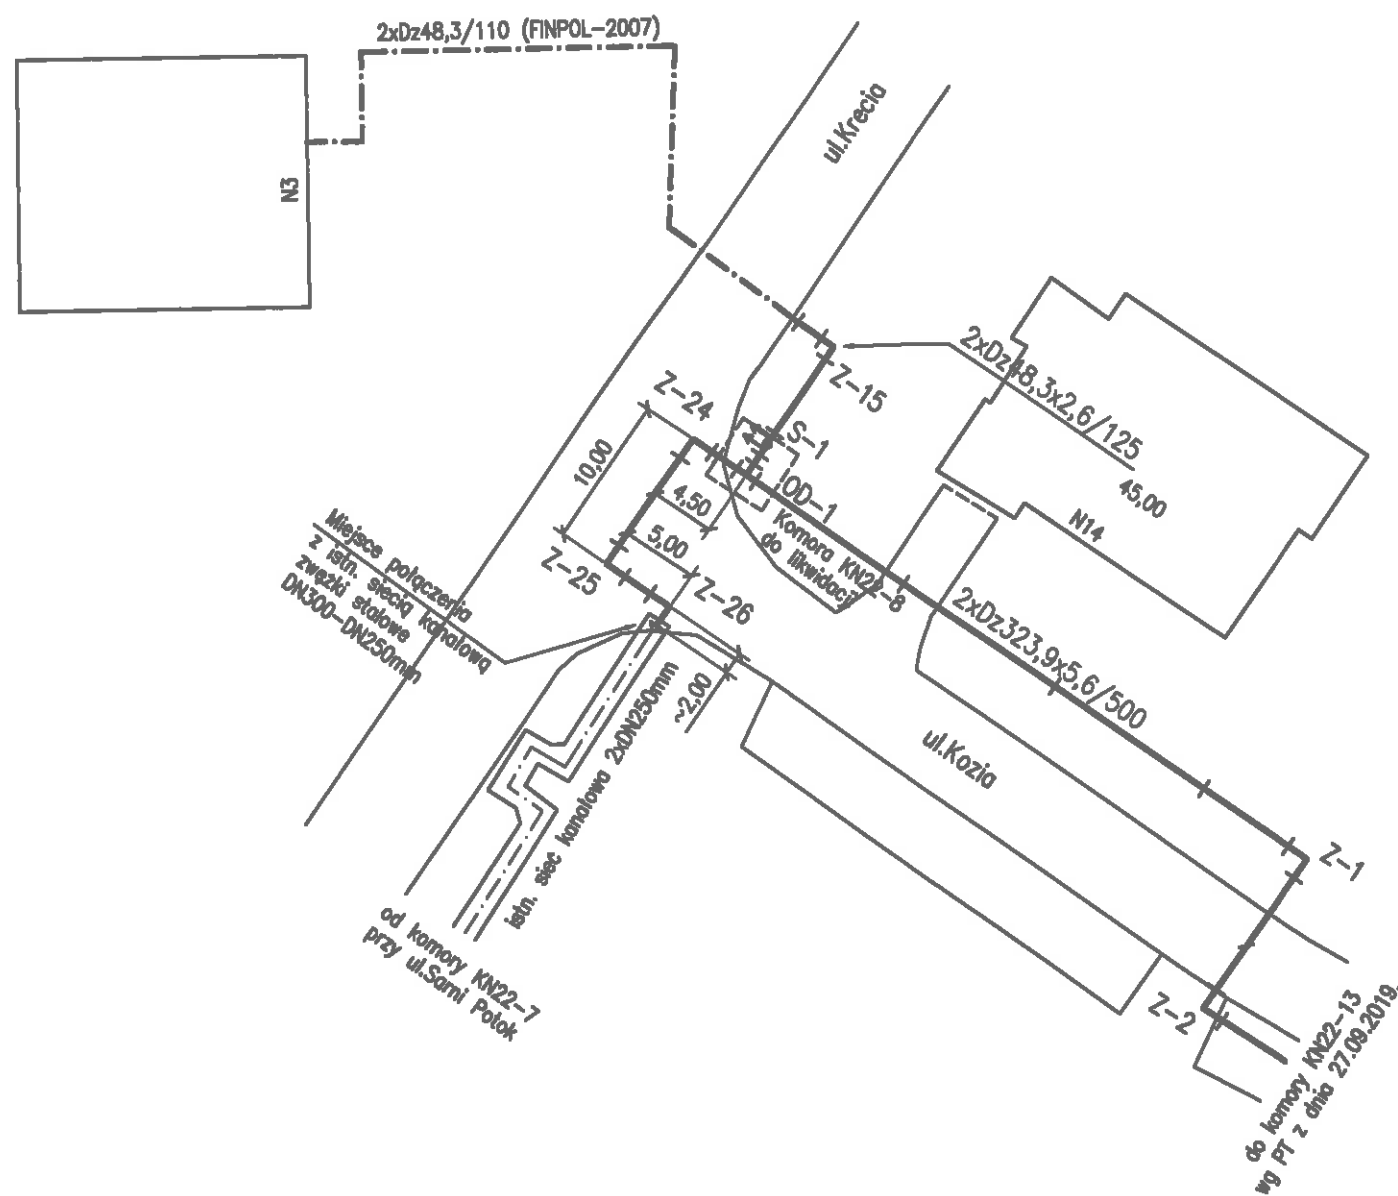 2xDz48,3/110 (FINPOL-2007)
ul.Krecia
N3
2xDz48,3x2,6/125
45,00
Z-15
Z-24
S-1
10,00
4,50
OD-1
5,00
Komora KN22-8
do likwidacji
N14
Miejsce połączenia
z istn. siecią kanałową
zwężki stalowe
DN300-DN250mm
Z-25
Z-26
2xDz323,9x5,6/500
~2,00
ul.Kozia
istn. sieć kanałowa 2xDN250mm
Z-1
od komory KN22-7
przy ul.Sarni Potok
Z-2
do komory KN22-13
wg PT z dnia 27.09.2019.